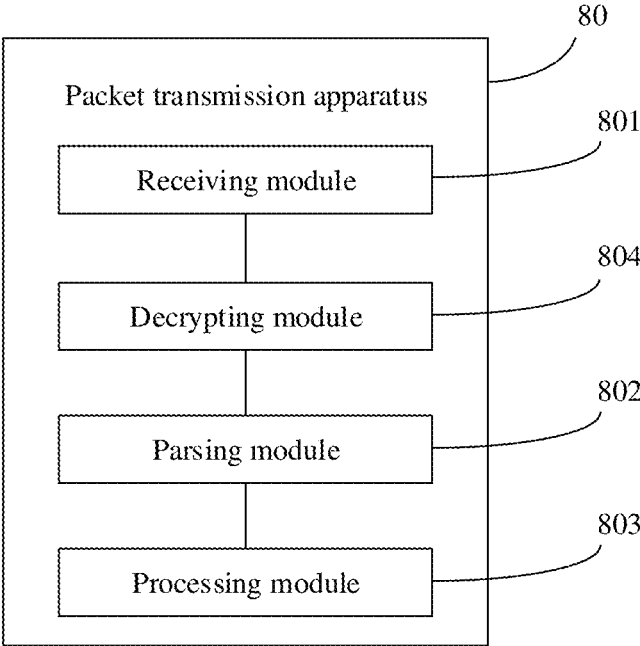 80
Packet transmission apparatus
801
Receiving module
804
Decrypting module
802
Parsing module
803
Processing module